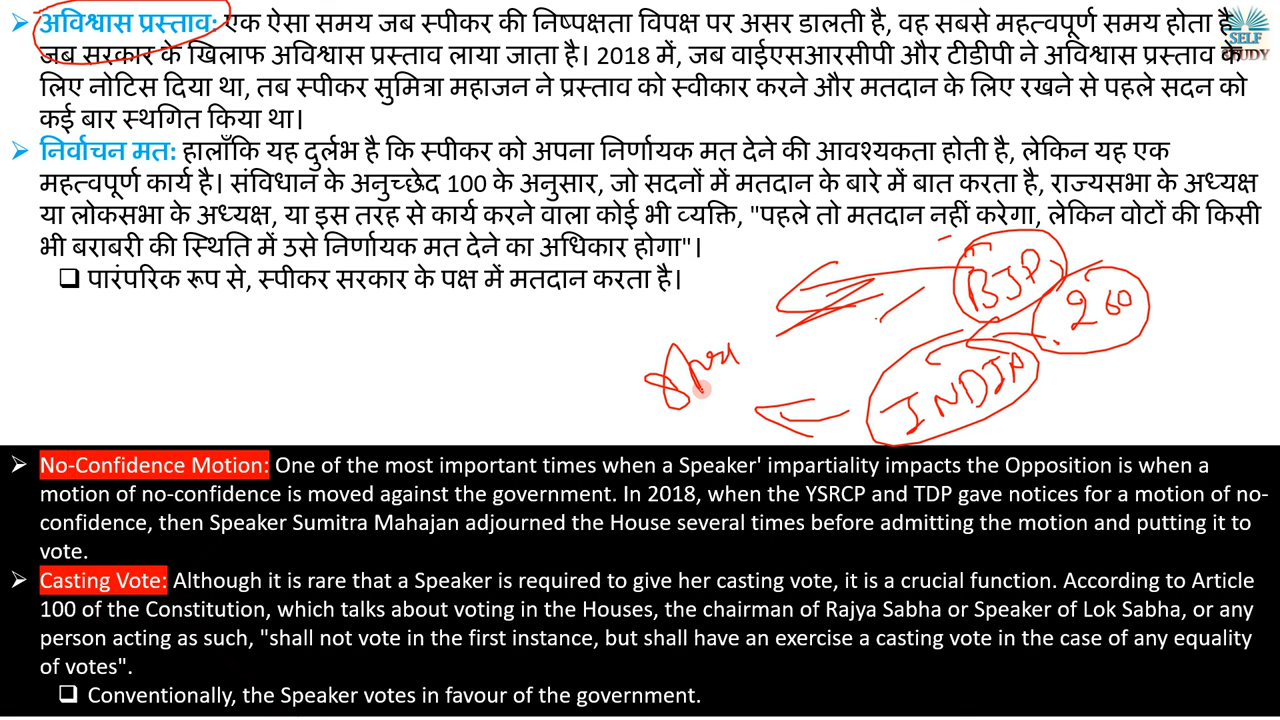 ➢ अविश्वास प्रस्ताव: एक ऐसा समय जब स्पीकर की निष्पक्षता विपक्ष पर असर डालती है, वह सबसे महत्वपूर्ण समय होता है
जब सरकार के खिलाफ अविश्वास प्रस्ताव लाया जाता है। 2018 में, जब वाईएसआरसीपी और टीडीपी ने अविश्वास प्रस्ताव के
लिए नोटिस दिया था, तब स्पीकर सुमित्रा महाजन ने प्रस्ताव को स्वीकार करने और मतदान के लिए रखने से पहले सदन को
कई बार स्थगित किया था।
➢ निर्वाचन मत: हालाँकि यह दुर्लभ है कि स्पीकर को अपना निर्णायक मत देने की आवश्यकता होती है, लेकिन यह एक
महत्वपूर्ण कार्य है। संविधान के अनुच्छेद 100 के अनुसार, जो सदनों में मतदान के बारे में बात करता है, राज्यसभा के अध्यक्ष
या लोकसभा के अध्यक्ष, या इस तरह से कार्य करने वाला कोई भी व्यक्ति, "पहले तो मतदान नहीं करेगा, लेकिन वोटों की किसी
भी बराबरी की स्थिति में उसे निर्णायक मत देने का अधिकार होगा"।
❑ पारंपरिक रूप से, स्पीकर सरकार के पक्ष में मतदान करता है।
SELF
STUDY
BJP
260
INDIA
➢ No-Confidence Motion: One of the most important times when a Speaker' impartiality impacts the Opposition is when a
motion of no-confidence is moved against the government. In 2018, when the YSRCP and TDP gave notices for a motion of no-
confidence, then Speaker Sumitra Mahajan adjourned the House several times before admitting the motion and putting it to
vote.
➢ Casting Vote: Although it is rare that a Speaker is required to give her casting vote, it is a crucial function. According to Article
100 of the Constitution, which talks about voting in the Houses, the chairman of Rajya Sabha or Speaker of Lok Sabha, or any
person acting as such, "shall not vote in the first instance, but shall have an exercise a casting vote in the case of any equality
of votes".
❑ Conventionally, the Speaker votes in favour of the government.